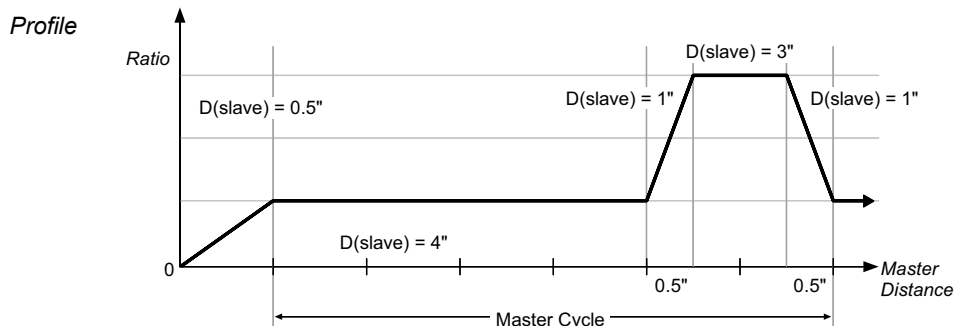 Profile
Ratio
D(slave) = 3"
D(slave) = 0.5"
D(slave) = 1"
D(slave) = 1"
D(slave) = 4"
0
0.5"
0.5"
Master
Distance
Master Cycle